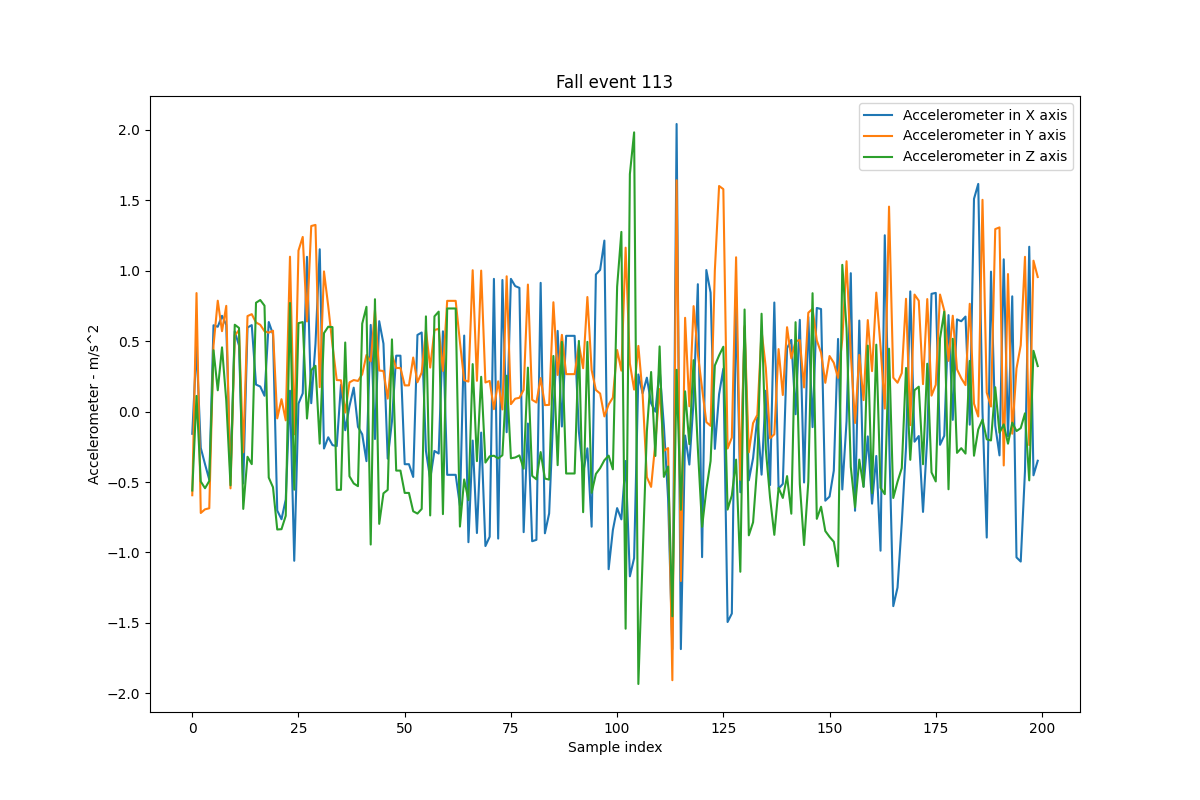 Fall event 113
Accelerometer in X axis
Accelerometer in Y axis
Accelerometer in Z axis
Accelerometer - m/s^2
2.0
1.5
1.0
0.5
0.0
−0.5
−1.0
−1.5
−2.0
0 25 50 75 100 125 150 175 200
Sample index